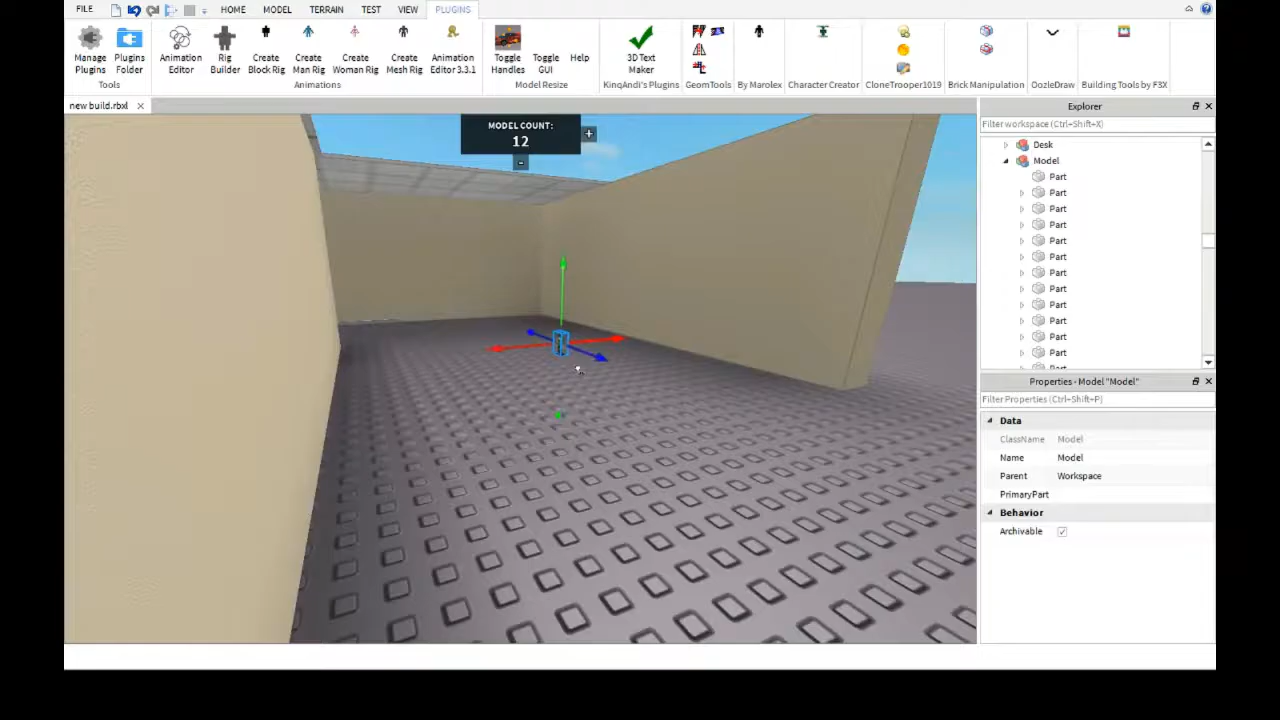 FILE HOME MODEL TERRAIN TEST VIEW PLUGINS
Manage Plugins Animation Rig Create Create Create Create Animation Toggle Toggle Help 3D Text
Plugins Folder Editor Builder Block Rig Man Rig Woman Rig Mesh Rig Editor 3.3.1 Handles GUI Maker
Tools Animations Model Resize KinqAndi's Plugins GeomTools By Marolex Character Creator CloneTrooper1019 Brick Manipulation OozleDraw Building Tools by F3X
new build.rbxl
MODEL COUNT:
12
+
-
Explorer
Filter workspace (Ctrl+Shift+X)
Desk
Model
Part
Part
Part
Part
Part
Part
Part
Part
Part
Part
Part
Part
Properties - Model "Model"
Filter Properties (Ctrl+Shift+P)
Data
ClassName Model
Name Model
Parent Workspace
PrimaryPart
Behavior
Archivable